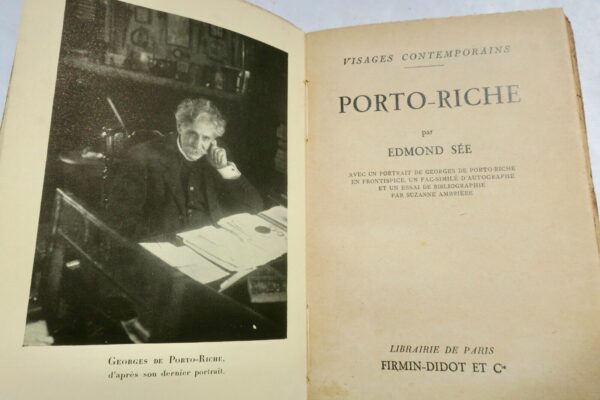 GEORGES DE PORTO-RICHE,
d'après son dernier portrait.
VISAGES CONTEMPORAINS
PORTO-RICHE
par
EDMOND SÉE
AVEC UN PORTRAIT DE GEORGES DE PORTO-RICHE
EN FRONTISPICE, UN FAC-SIMILÉ D'AUTOGRAPHE
ET UN ESSAI DE BIBLIOGRAPHIE
PAR SUZANNE AMBRIÈRE
LIBRAIRIE DE PARIS
FIRMIN-DIDOT ET Cie